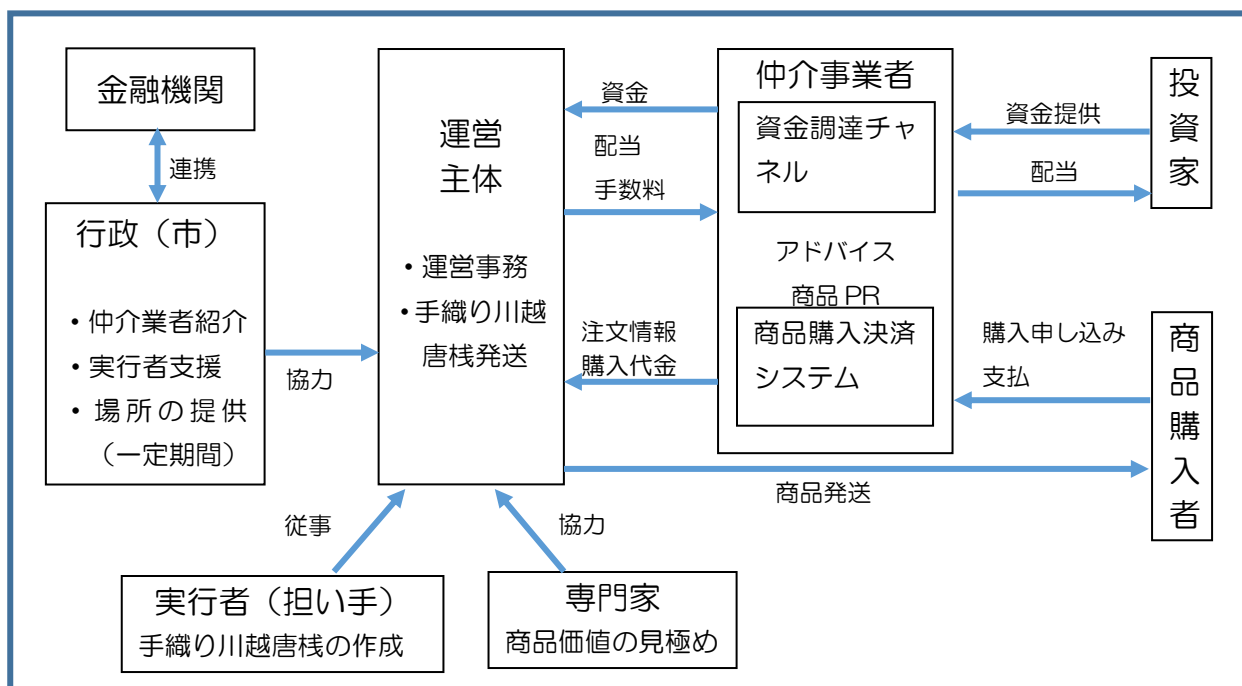 金融機関
連携
行政（市）
・仲介業者紹介
・実行者支援
・場所の提供
（一定期間）
協力
運営
主体
・運営事務
・手織り川越
唐桟発送
資金
配当
手数料
注文情報
購入代金
仲介事業者
資金調達チャ
ネル
アドバイス
商品 PR
商品購入決済
システム
資金提供
配当
投資家
購入申し込み
支払
商品購入者
商品発送
従事
協力
実行者（担い手）
手織り川越唐桟の作成
専門家
商品価値の見極め